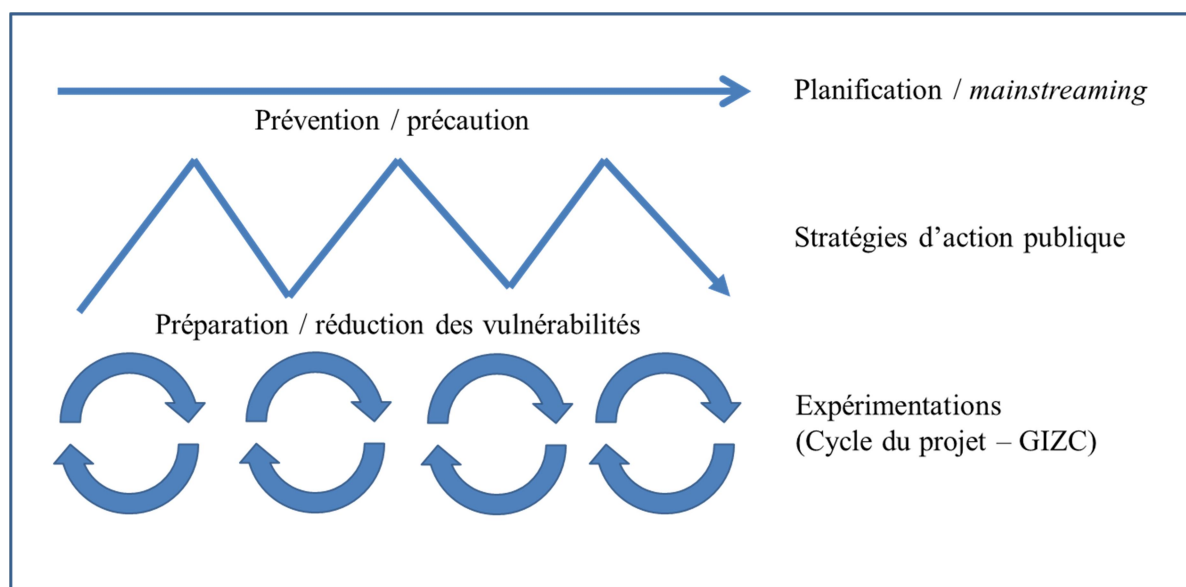 Planification / mainstreaming
Prévention / précaution
Stratégies d’action publique
Préparation / réduction des vulnérabilités
Expérimentations
(Cycle du projet – GIZC)